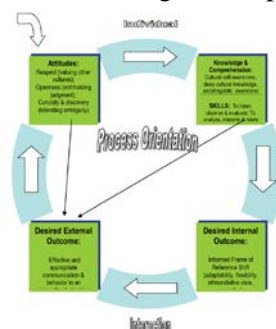 Individual
Attitudes:
Respect (valuing other
cultures);
Openness (withholding
judgment);
Curiosity & discovery
(tolerating ambiguity)
Knowledge &
Comprehension:
Cultural self-awareness,
deep cultural knowledge,
sociolinguistic awareness
SKILLS: To listen,
observe & evaluate; To
analyze, interpret & relate
Process Orientation
Desired External
Outcome:
Effective and
appropriate
communication &
behavior in an
Desired Internal
Outcome:
Informed Frame of
Reference Shift
(adaptability, flexibility,
ethnorelative view,
Interaction